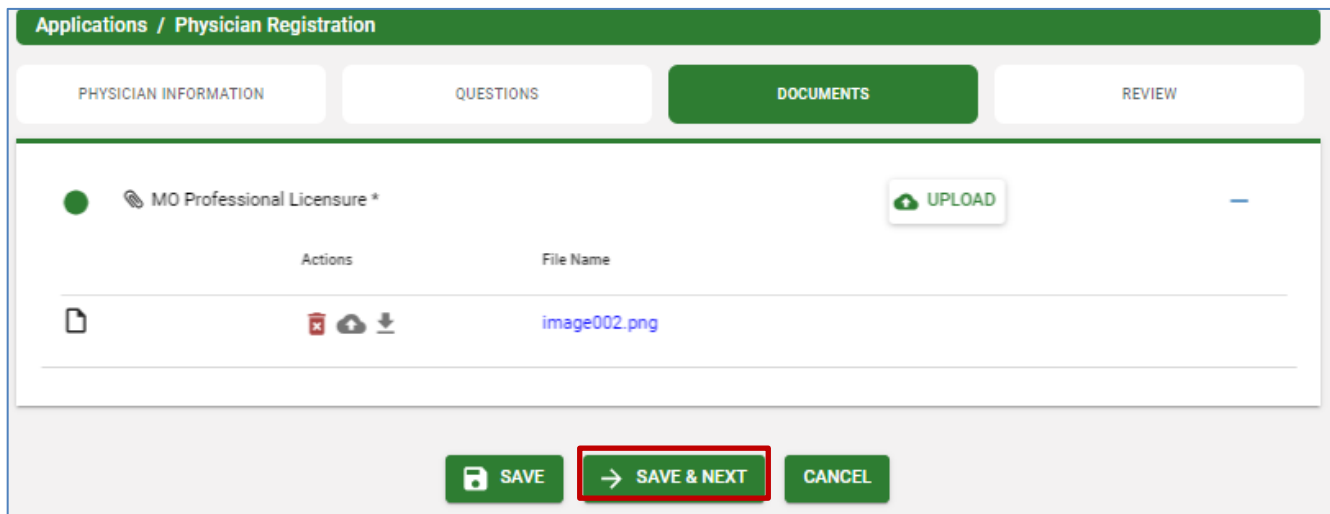 Applications / Physician Registration
PHYSICIAN INFORMATION QUESTIONS DOCUMENTS REVIEW
MO Professional Licensure * UPLOAD
Actions File Name
image002.png
SAVE SAVE & NEXT CANCEL